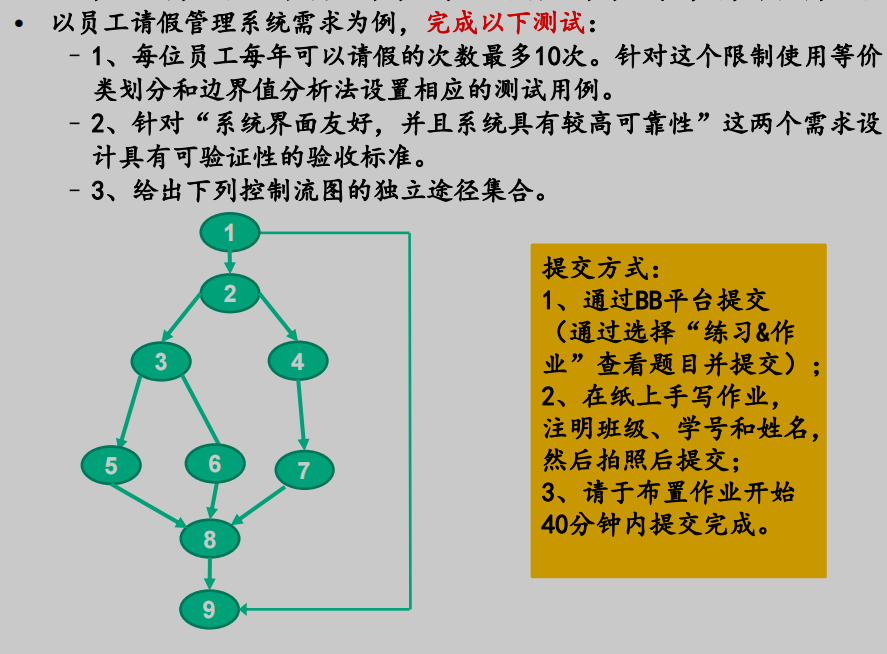 • 以员工请假管理系统需求为例，完成以下测试：
– 1、每位员工每年可以请假的次数最多10次。针对这个限制使用等价
类划分和边界值分析法设置相应的测试用例。
– 2、针对“系统界面友好，并且系统具有较高可靠性”这两个需求设
计具有可验证性的验收标准。
– 3、给出下列控制流图的独立途径集合。
1
2
3
4
5
6
7
8
9
提交方式：
1、通过BB平台提交
（通过选择“练习&作
业”查看题目并提交）；
2、在纸上手写作业，
注明班级、学号和姓名，
然后拍照后提交；
3、请于布置作业开始
40分钟内提交完成。